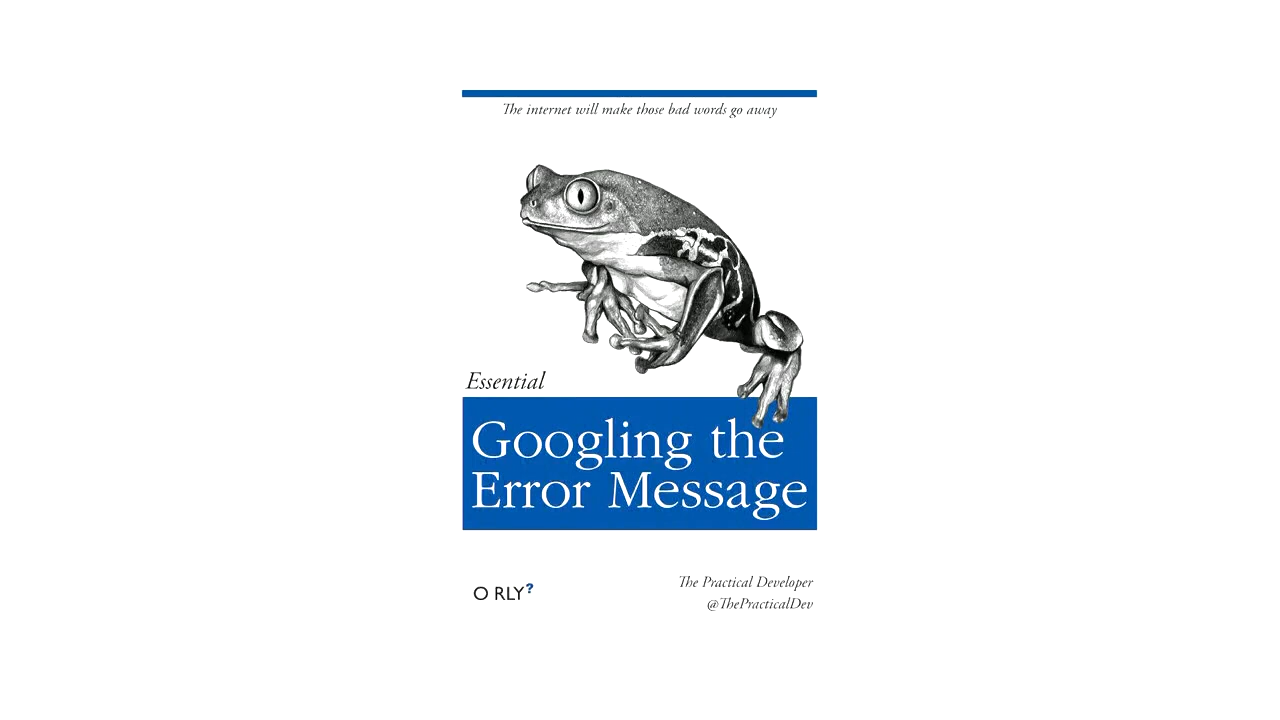 The internet will make those bad words go away
Essential
Googling the
Error Message
O RLY?
The Practical Developer
@ThePracticalDev